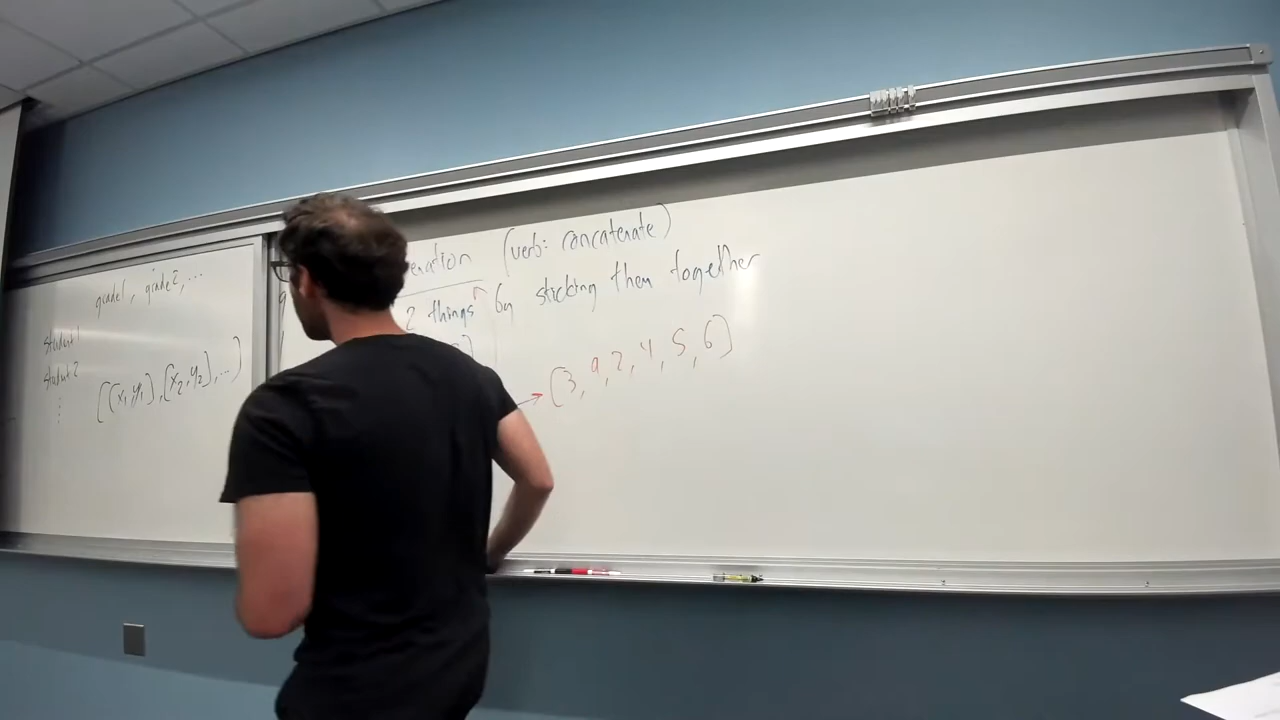 grade1, grade2, ...
student1
student2
[[x₁,y₁],[x₂,y₂],...]
enation (verb: concatenate)
2 things by sticking them together
]
[3, 9, 2, 4, 5, 6]